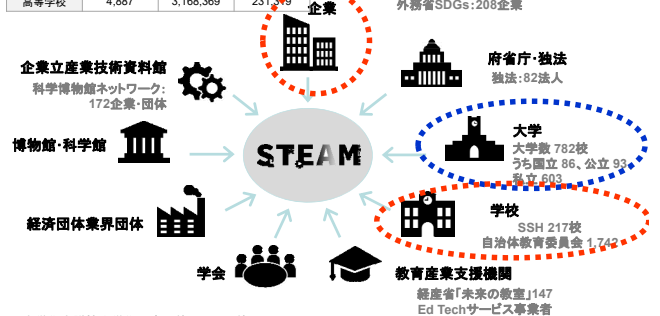 高等学校 4,887 3,168,369 231,319
企業
外務省SDGs:208企業
企業立産業技術資料館
科学博物館ネットワーク:
172企業・団体
府省庁・独法
独法:82法人
博物館・科学館
STEAM
大学
大学数 782校
うち国立 86、公立 93
私立 603
経済団体業界団体
学校
SSH 217校
自治体教育委員会 1,742
学会
教育産業支援機関
経産省「未来の教室」147
Ed Techサービス事業者